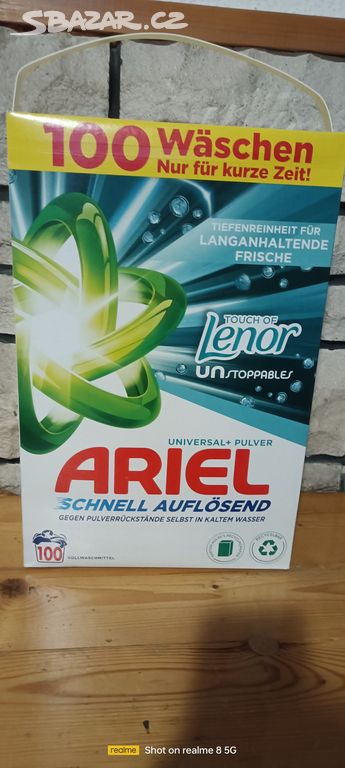 SBAZAR.CZ
100 Wäschen
Nur für kurze Zeit!
TIEFENREINHEIT FÜR
LANGANHALTENDE
FRISCHE
TOUCH OF
Lenor
UNSTOPPABLES
UNIVERSAL+ PULVER
ARIEL
SCHNELL AUFLÖSEND
GEGEN PULVERRÜCKSTÄNDE SELBST IN KALTEM WASSER
100
VOLLWASCHMITTEL
realme
Shot on realme 8 5G